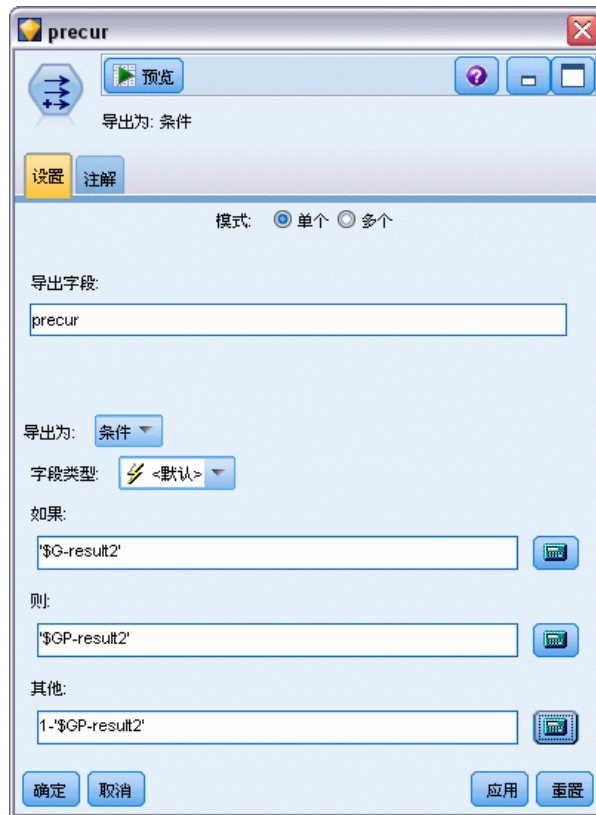 precur
预览
导出为: 条件
设置 注解
模式: 单个 多个
导出字段:
precur
导出为: 条件
字段类型: <默认>
如果:
'$G-result2'
则:
'$GP-result2'
其他:
1-'$GP-result2'
确定 取消 应用 重置